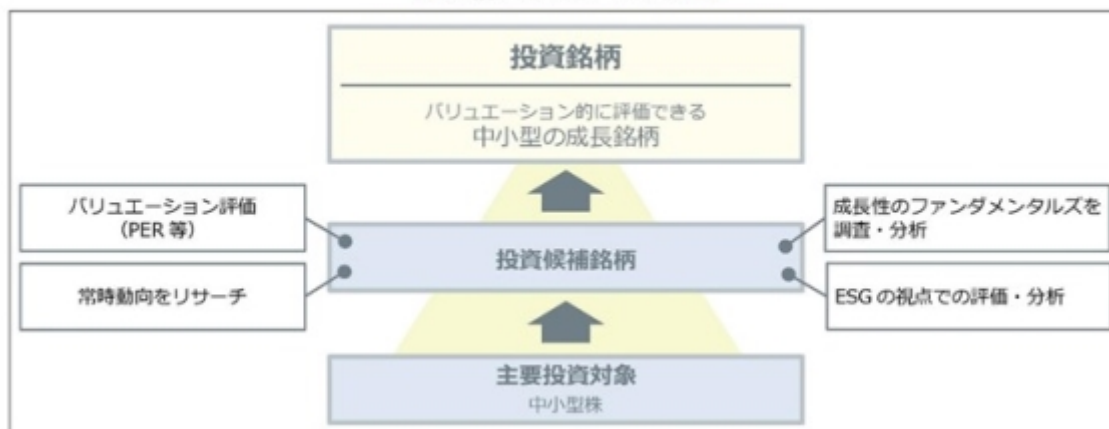 投資銘柄
バリュエーション的に評価できる
中小型の成長銘柄
バリュエーション評価
（PER 等）
常時動向をリサーチ
投資候補銘柄
成長性のファンダメンタルズを
調査・分析
ESG の視点での評価・分析
主要投資対象
中小型株